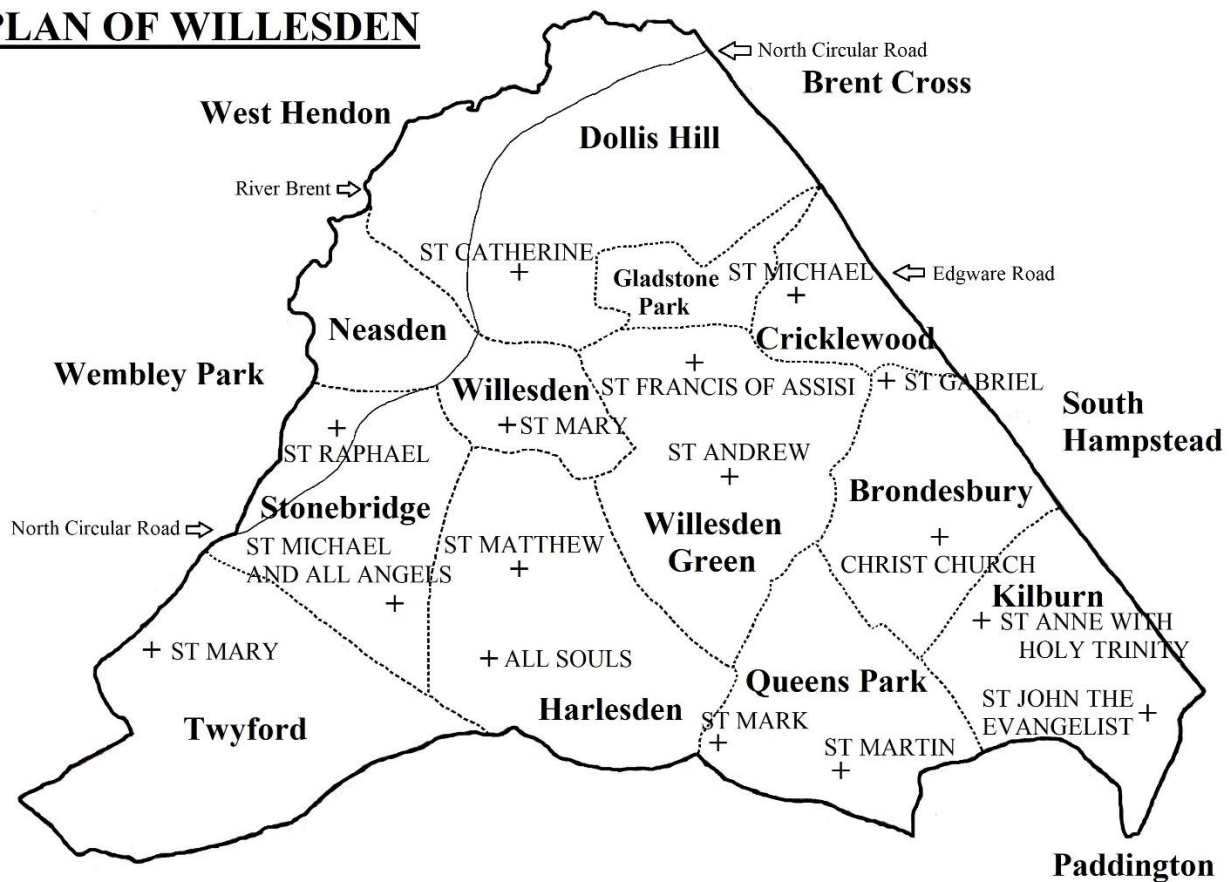 PLAN OF WILLESDEN
North Circular Road
Brent Cross
West Hendon
Dollis Hill
River Brent
ST CATHERINE
Gladstone
Park
ST MICHAEL
Edgware Road
Neasden
Cricklewood
Wembley Park
Willesden
ST FRANCIS OF ASSISI
ST GABRIEL
South
Hampstead
ST MARY
ST RAPHAEL
ST ANDREW
Stonebridge
Brondesbury
North Circular Road
Willesden
Green
ST MICHAEL
AND ALL ANGELS
ST MATTHEW
CHRIST CHURCH
Kilburn
ST ANNE WITH
HOLY TRINITY
ST MARY
ALL SOULS
Queens Park
Harlesden
ST JOHN THE
EVANGELIST
Twyford
ST MARK
ST MARTIN
Paddington